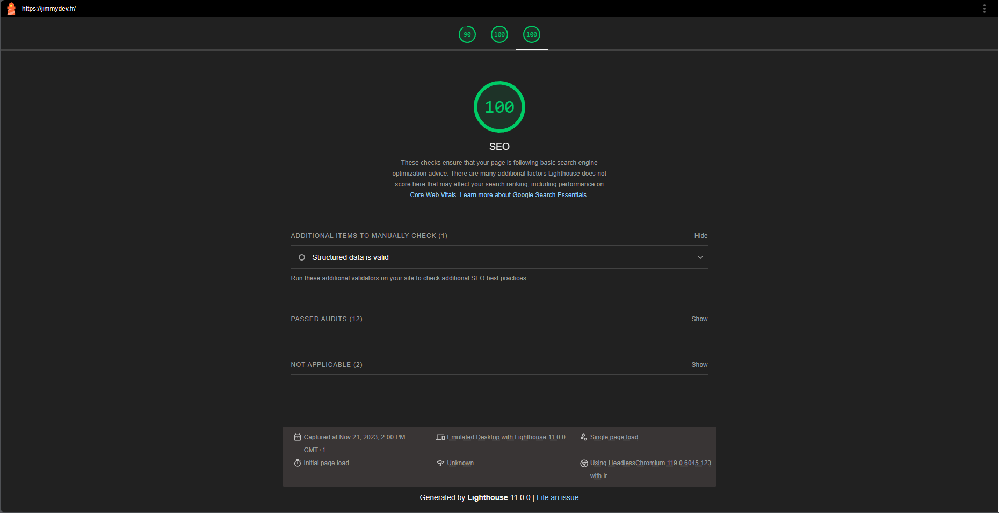 https://jimmydev.fr/
90
100
100
100
SEO
These checks ensure that your page is following basic search engine
optimization advice. There are many additional factors Lighthouse does not
score here that may affect your search ranking, including performance on
Core Web Vitals. Learn more about Google Search Essentials.
ADDITIONAL ITEMS TO MANUALLY CHECK (1)
Hide
Structured data is valid
Run these additional validators on your site to check additional SEO best practices.
PASSED AUDITS (12)
Show
NOT APPLICABLE (2)
Show
Captured at Nov 21, 2023, 2:00 PM
GMT+1
Emulated Desktop with Lighthouse 11.0.0
Single page load
Initial page load
Unknown
Using HeadlessChromium 119.0.6045.123
with lr
Generated by Lighthouse 11.0.0 | File an issue